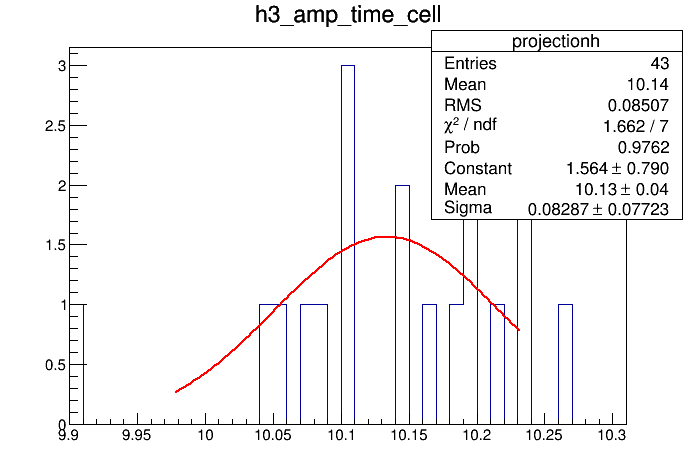 h3_amp_time_cell
projectionh
Entries 43
Mean 10.14
RMS 0.08507
χ² / ndf 1.662 / 7
Prob 0.9762
Constant 1.564 ± 0.790
Mean 10.13 ± 0.04
Sigma 0.08287 ± 0.07723
3
2.5
2
1.5
1
0.5
0
9.9 9.95 10 10.05 10.1 10.15 10.2 10.25 10.3